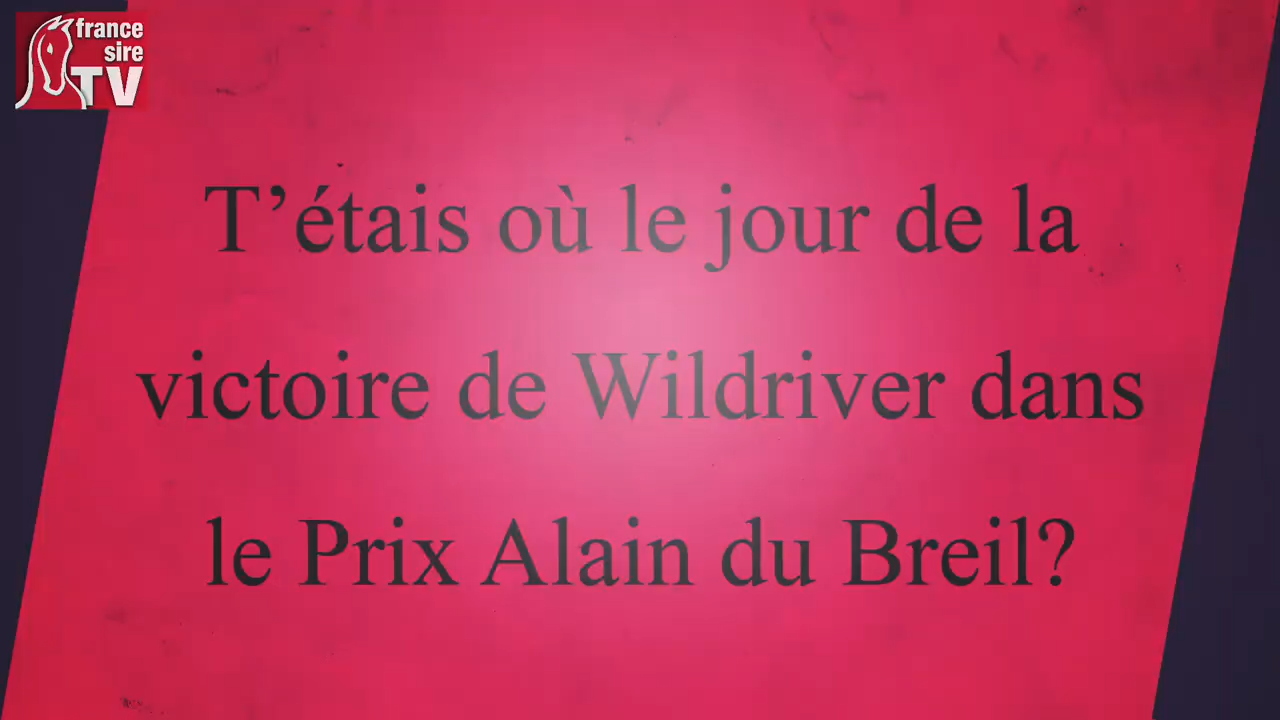 france
sire
TV
T’étais où le jour de la
victoire de Wildriver dans
le Prix Alain du Breil?